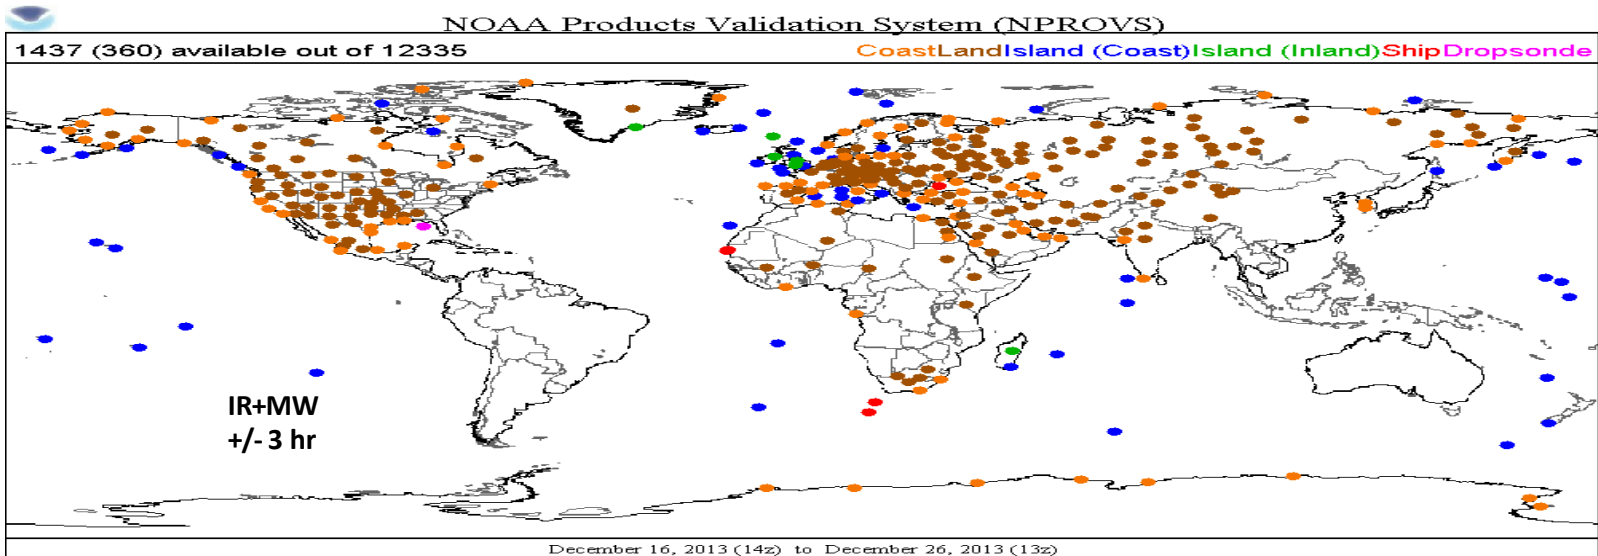 NOAA Products Validation System (NPROVS)
1437 (360) available out of 12335 CoastLandIsland (Coast)Island (Inland)ShipDropsonde
IR+MW
+/- 3 hr
December 16, 2013 (14z) to December 26, 2013 (13z)